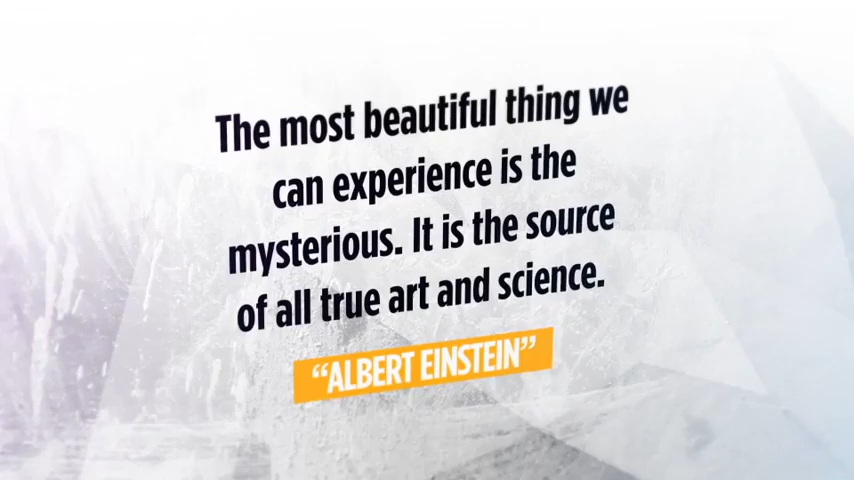 The most beautiful thing we
can experience is the
mysterious. It is the source
of all true art and science.
“ALBERT EINSTEIN”